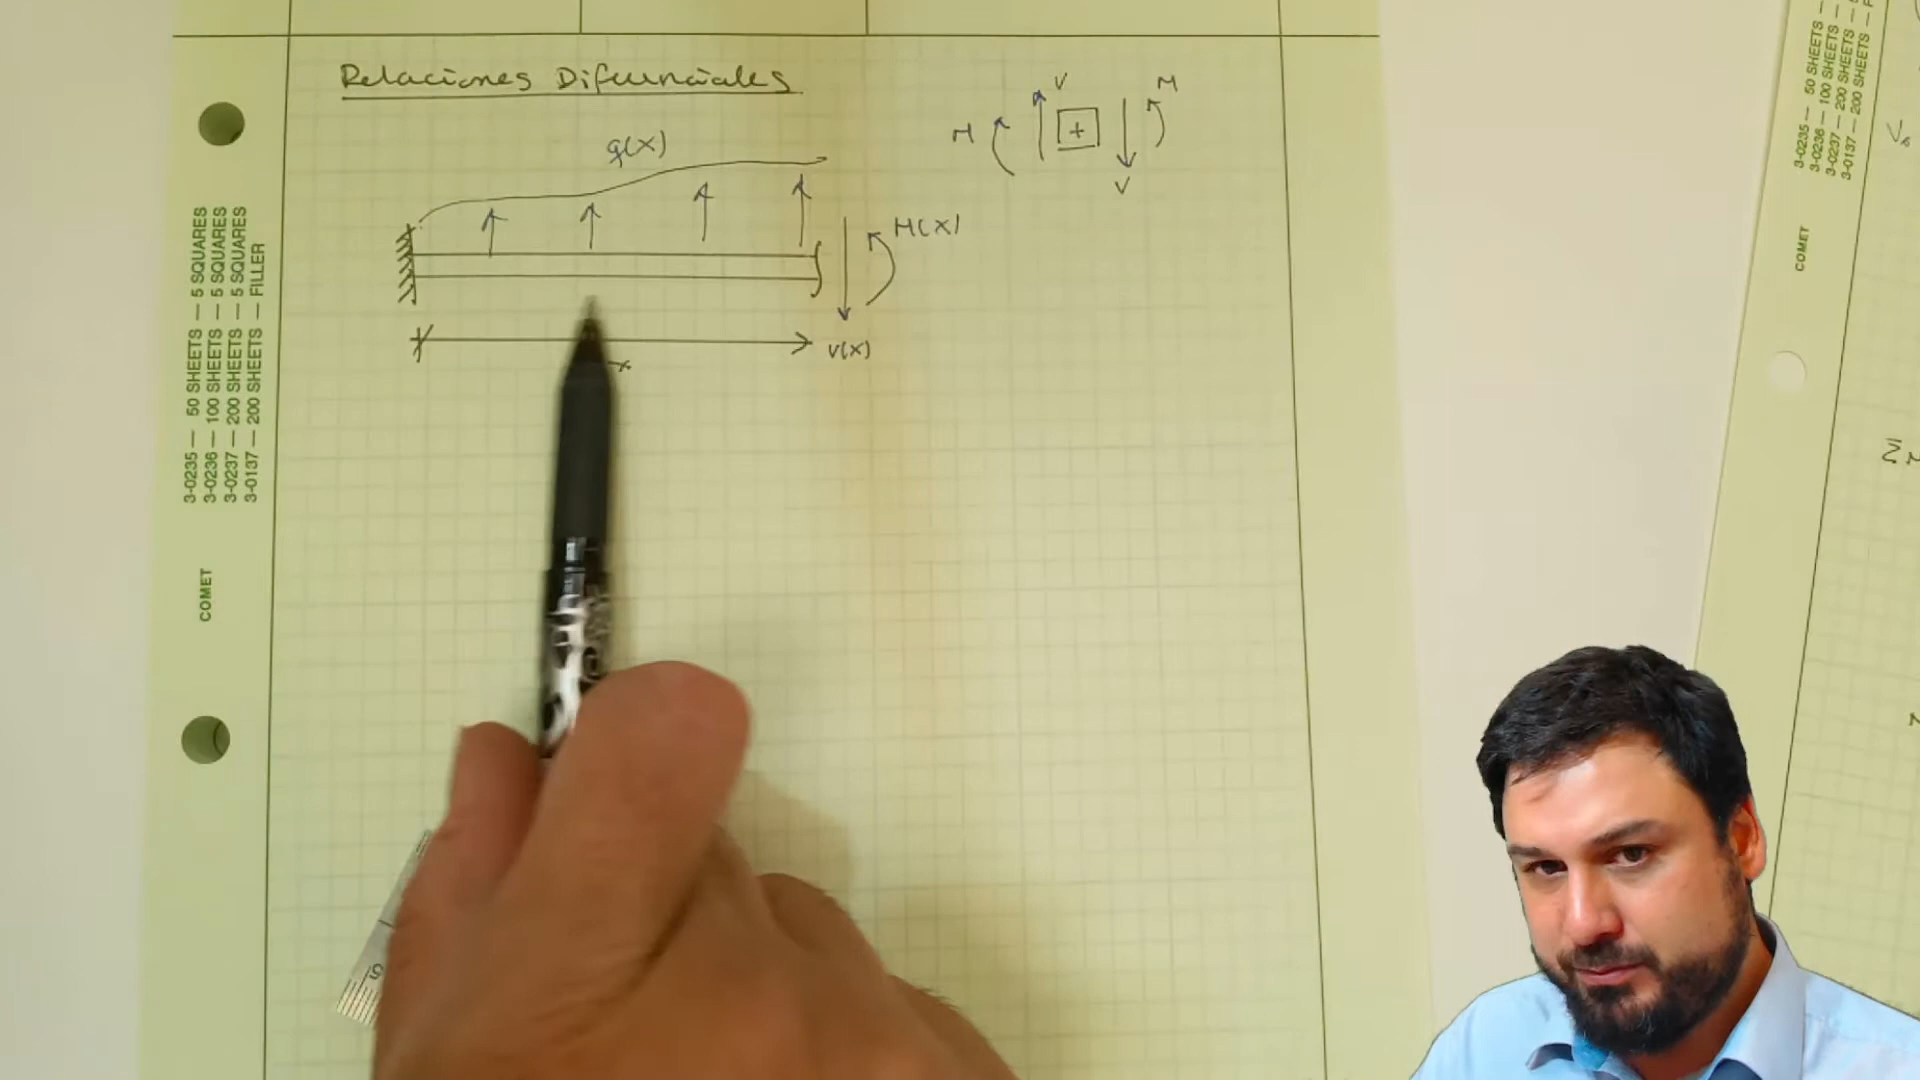 Relaciones Diferenciales
q(x)
M
V
+
M
V
M(x)
V(x)
x
3-0235 — 50 SHEETS — 5 SQUARES
3-0236 — 100 SHEETS — 5 SQUARES
3-0237 — 200 SHEETS — 5 SQUARES
3-0137 — 200 SHEETS — FILLER
COMET
3-0235 — 50 SHEETS —
3-0236 — 100 SHEETS —
3-0237 — 200 SHEETS —
3-0137 — 200 SHEETS —
COMET